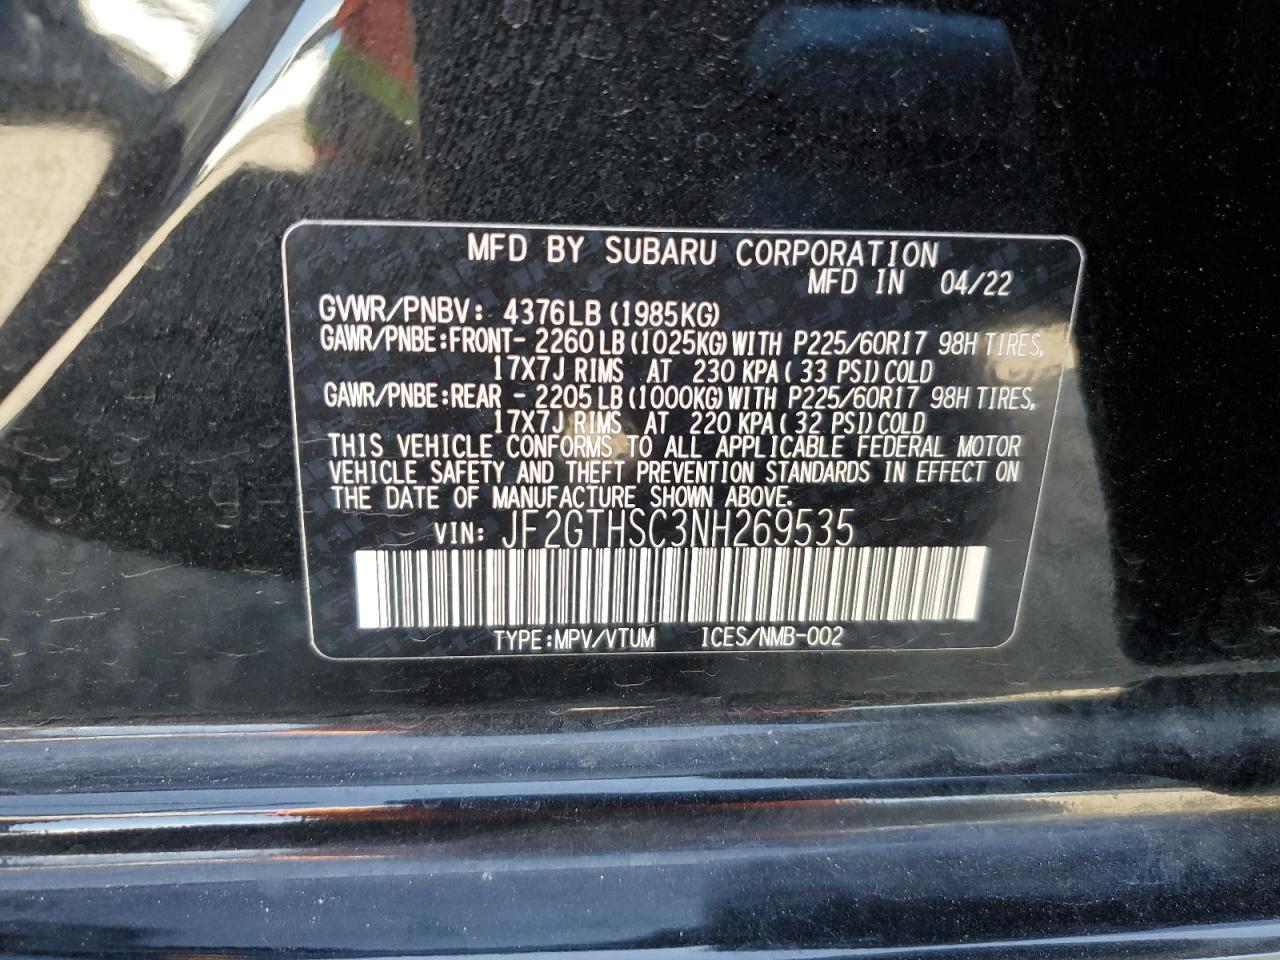 MFD BY SUBARU CORPORATION
MFD IN 04/22
GVWR/PNBV: 4376LB (1985KG)
GAWR/PNBE:FRONT- 2260 LB (1025KG) WITH P225/60R17 98H TIRES,
17X7J RIMS AT 230 KPA ( 33 PSI) COLD
GAWR/PNBE:REAR - 2205 LB (1000KG) WITH P225/60R17 98H TIRES,
17X7J RIMS AT 220 KPA ( 32 PSI) COLD
THIS VEHICLE CONFORMS TO ALL APPLICABLE FEDERAL MOTOR
VEHICLE SAFETY AND THEFT PREVENTION STANDARDS IN EFFECT ON
THE DATE OF MANUFACTURE SHOWN ABOVE.
VIN: JF2GTHSC3NH269535
TYPE:MPV/VTUM ICES/NMB-002